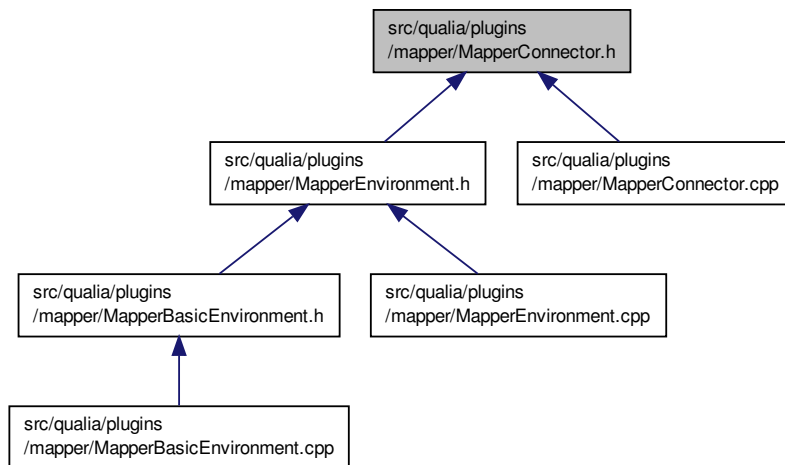 src/qualia/plugins
/mapper/MapperConnector.h
src/qualia/plugins
/mapper/MapperEnvironment.h
src/qualia/plugins
/mapper/MapperConnector.cpp
src/qualia/plugins
/mapper/MapperBasicEnvironment.h
src/qualia/plugins
/mapper/MapperEnvironment.cpp
src/qualia/plugins
/mapper/MapperBasicEnvironment.cpp